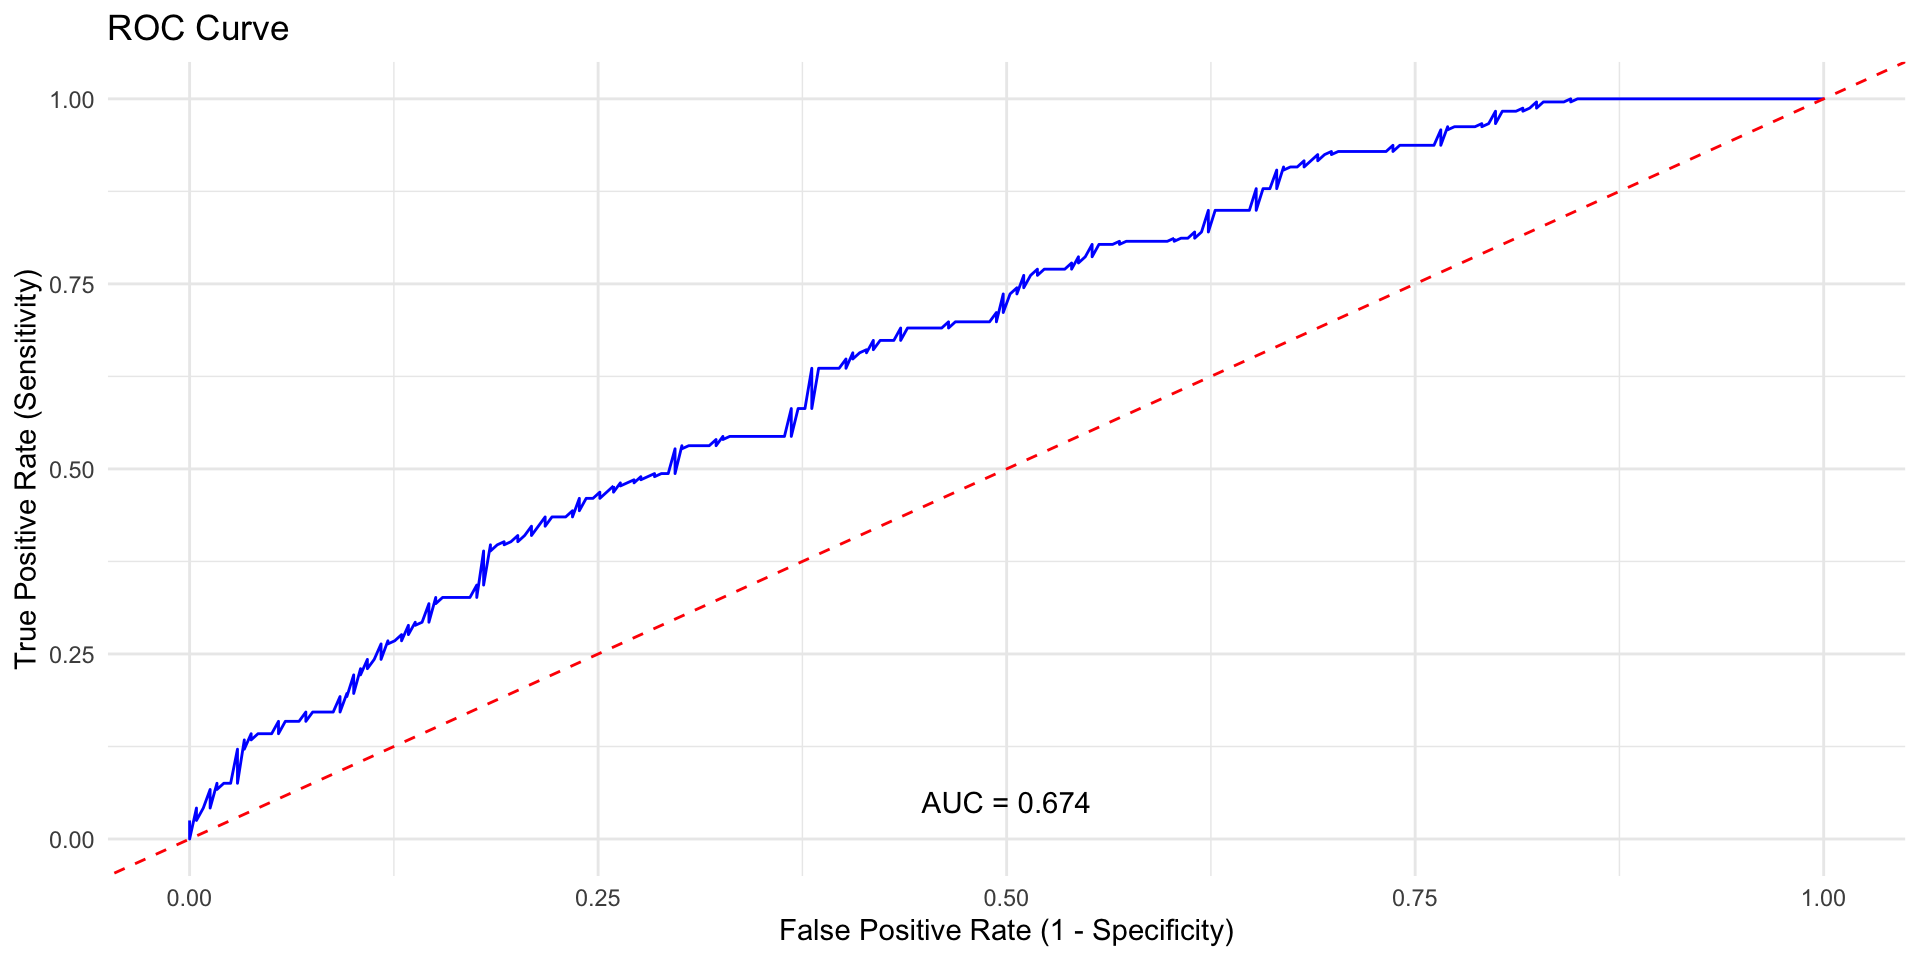 ROC Curve
True Positive Rate (Sensitivity)
1.00
0.75
0.50
0.25
0.00
AUC = 0.674
0.00
0.25
0.50
0.75
1.00
False Positive Rate (1 - Specificity)